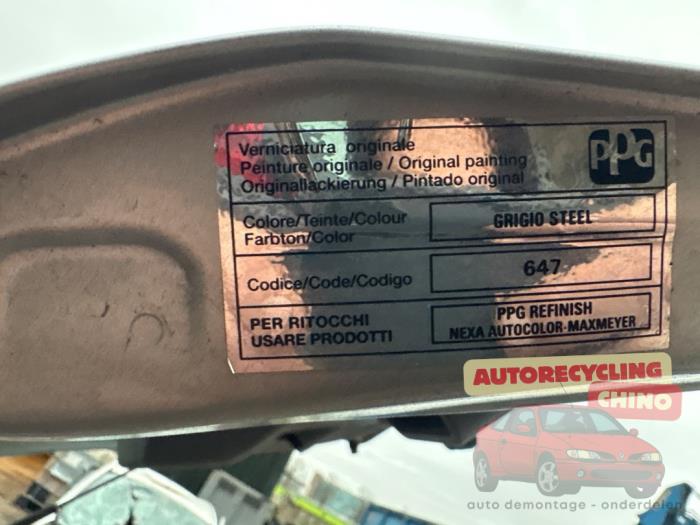 Verniciatura originale
Peinture originale / Original painting
Originallackierung / Pintado original
PPG
Colore/Teinte/Colour
Farbton/Color
GRIGIO STEEL
Codice/Code/Codigo
647
PER RITOCCHI
USARE PRODOTTI
PPG REFINISH
NEXA AUTOCOLOR-MAXMEYER
AUTORECYCLING
CHINO
auto demontage - onderdelen